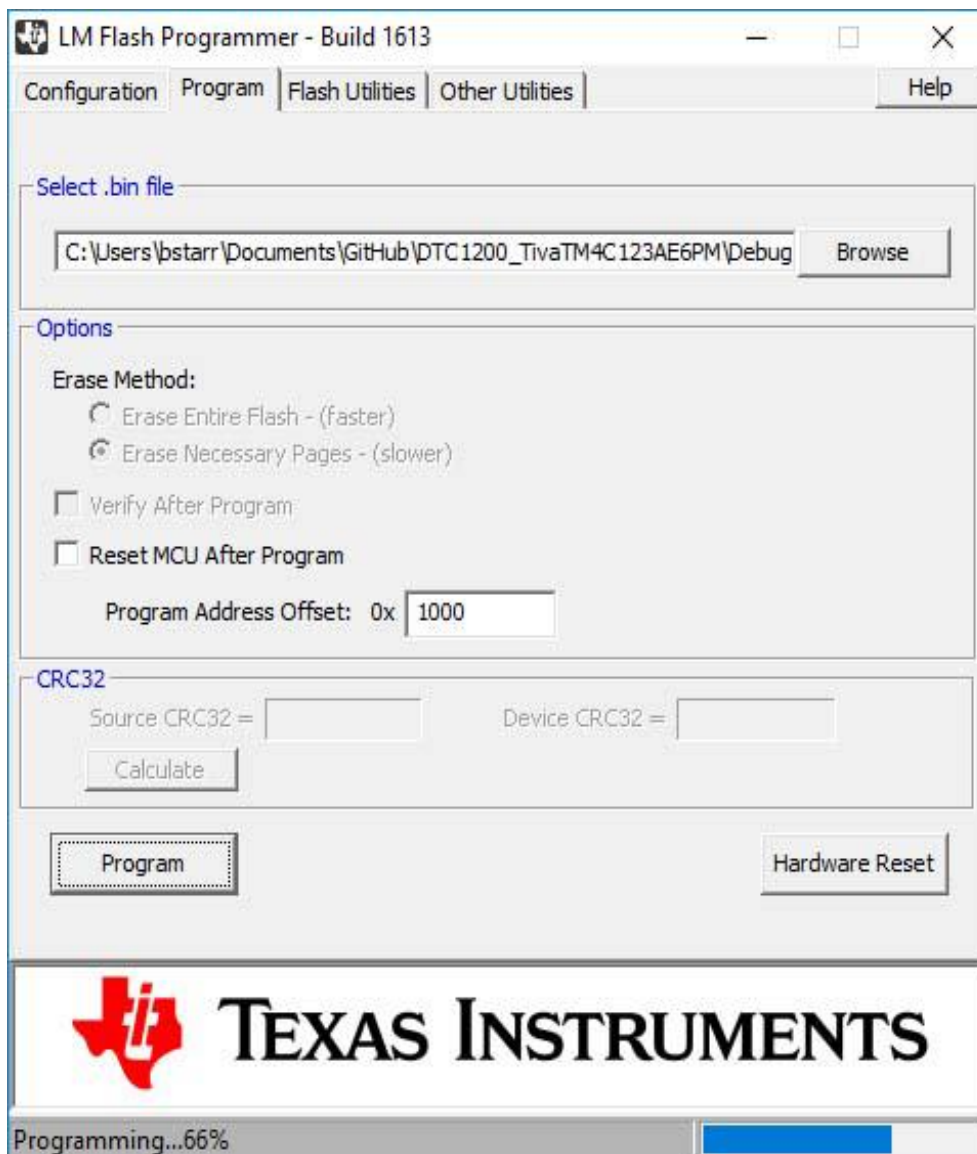 LM Flash Programmer - Build 1613
Configuration Program Flash Utilities Other Utilities Help
Select .bin file
C:\Users\bstarr\Documents\GitHub\DTC1200_TivaTM4C123AE6PM\Debug Browse
Options
Erase Method:
Erase Entire Flash - (faster)
Erase Necessary Pages - (slower)
Verify After Program
Reset MCU After Program
Program Address Offset: 0x 1000
CRC32
Source CRC32 = Device CRC32 =
Calculate
Program Hardware Reset
TEXAS INSTRUMENTS
Programming...66%